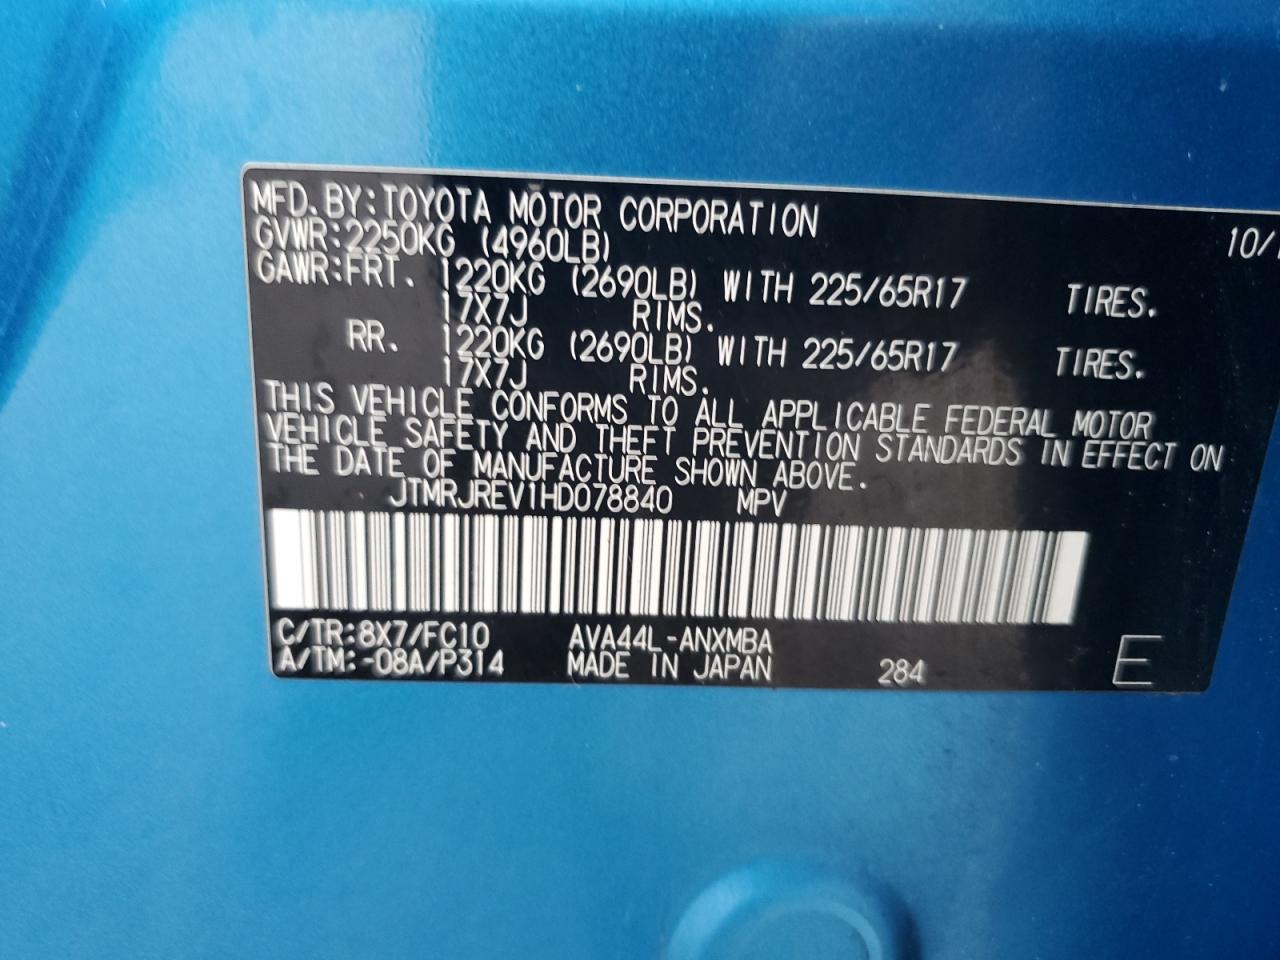 MFD. BY: TOYOTA MOTOR CORPORATION 10/
GVWR: 2250KG (4960LB)
GAWR: FRT. 1220KG (2690LB) WITH 225/65R17 TIRES.
17X7J RIMS.
RR. 1220KG (2690LB) WITH 225/65R17 TIRES.
17X7J RIMS.
THIS VEHICLE CONFORMS TO ALL APPLICABLE FEDERAL MOTOR
VEHICLE SAFETY AND THEFT PREVENTION STANDARDS IN EFFECT ON
THE DATE OF MANUFACTURE SHOWN ABOVE.
JTMRJREV1HD078840 MPV
C/TR: 8X7/FC10 AVA44L-ANXMBA
A/TM: -08A/P314 MADE IN JAPAN 284 E